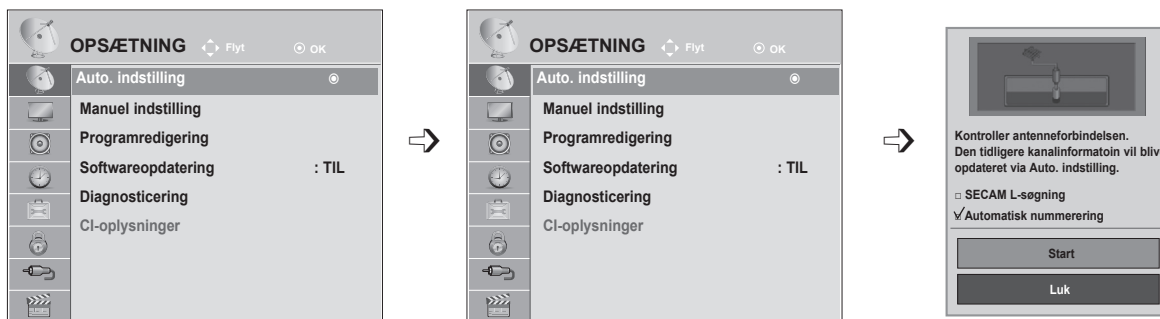 OPSÆTNING Flyt OK
Auto. indstilling
Manuel indstilling
Programredigering
Softwareopdatering : TIL
Diagnosticering
CI-oplysninger
OPSÆTNING Flyt OK
Auto. indstilling
Manuel indstilling
Programredigering
Softwareopdatering : TIL
Diagnosticering
CI-oplysninger
Kontroller antenneforbindelsen.
Den tidligere kanalinformatoin vil bliv
opdateret via Auto. indstilling.
SECAM L-søgning
Automatisk nummerering
Start
Luk